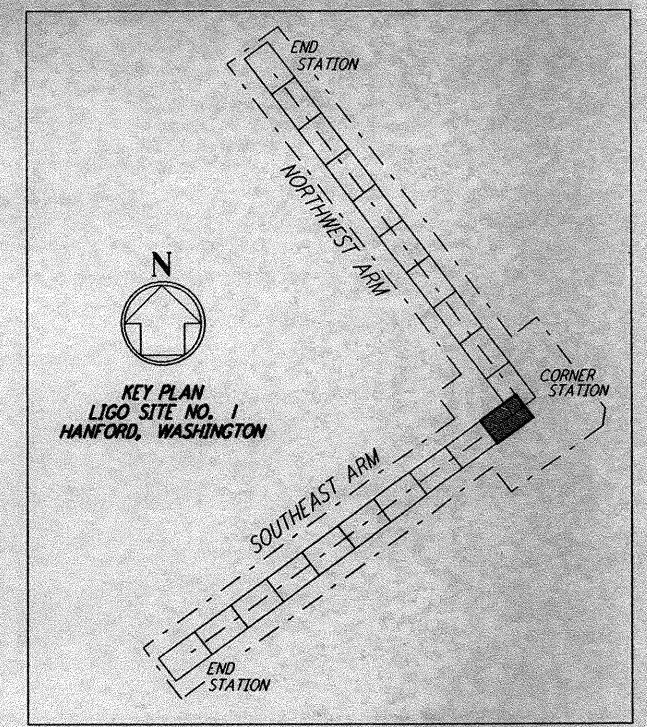 END
STATION
NORTHWEST ARM
N
KEY PLAN
LIGO SITE NO. 1
HANFORD, WASHINGTON
CORNER
STATION
SOUTHEAST ARM
END
STATION